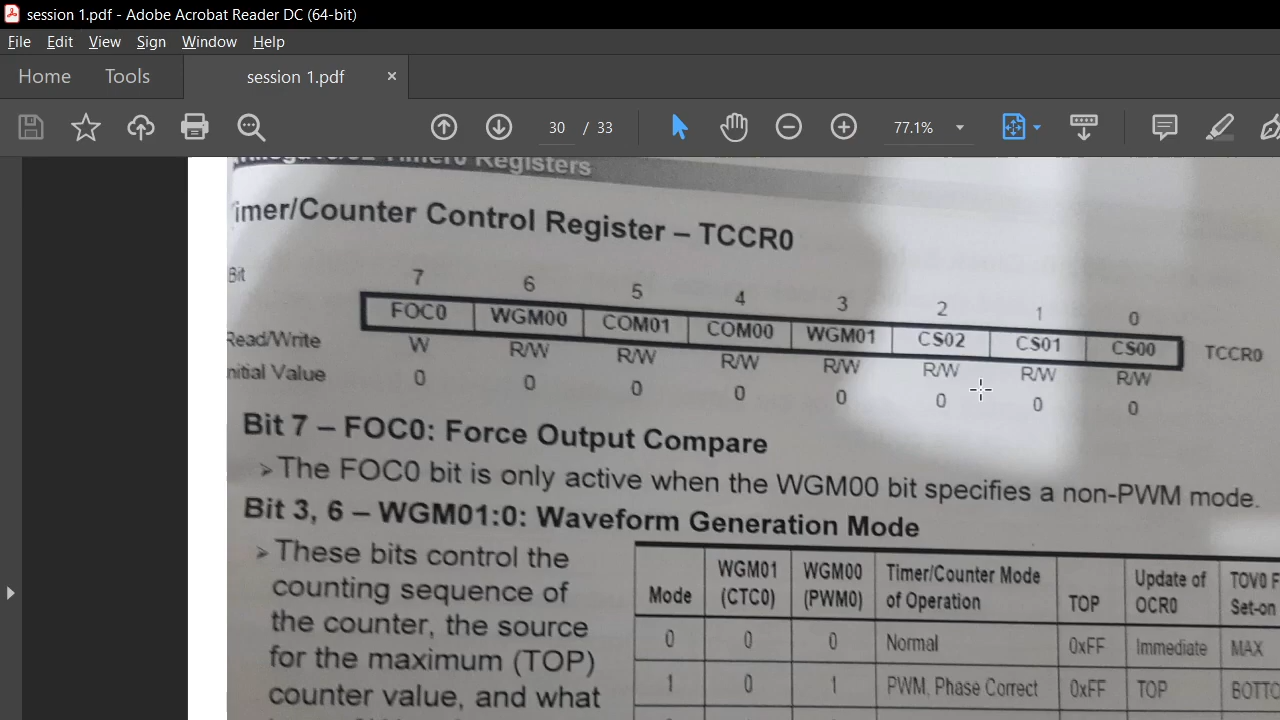 session 1.pdf - Adobe Acrobat Reader DC (64-bit)
File Edit View Sign Window Help
Home Tools session 1.pdf ×
30 / 33 77.1%
Timer0 Registers
imer/Counter Control Register – TCCR0
Bit 7 6 5 4 3 2 1 0
FOC0 WGM00 COM01 COM00 WGM01 CS02 CS01 CS00 TCCR0
Read/Write W R/W R/W R/W R/W R/W R/W R/W
nitial Value 0 0 0 0 0 0 0 0
Bit 7 – FOC0: Force Output Compare
➢ The FOC0 bit is only active when the WGM00 bit specifies a non-PWM mode.
Bit 3, 6 – WGM01:0: Waveform Generation Mode
➢ These bits control the
counting sequence of
the counter, the source
for the maximum (TOP)
counter value, and what
Mode WGM01 (CTC0) WGM00 (PWM0) Timer/Counter Mode of Operation TOP Update of OCR0 TOV0 F Set-on
0 0 0 Normal 0xFF Immediate MAX
1 0 1 PWM, Phase Correct 0xFF TOP BOTTO